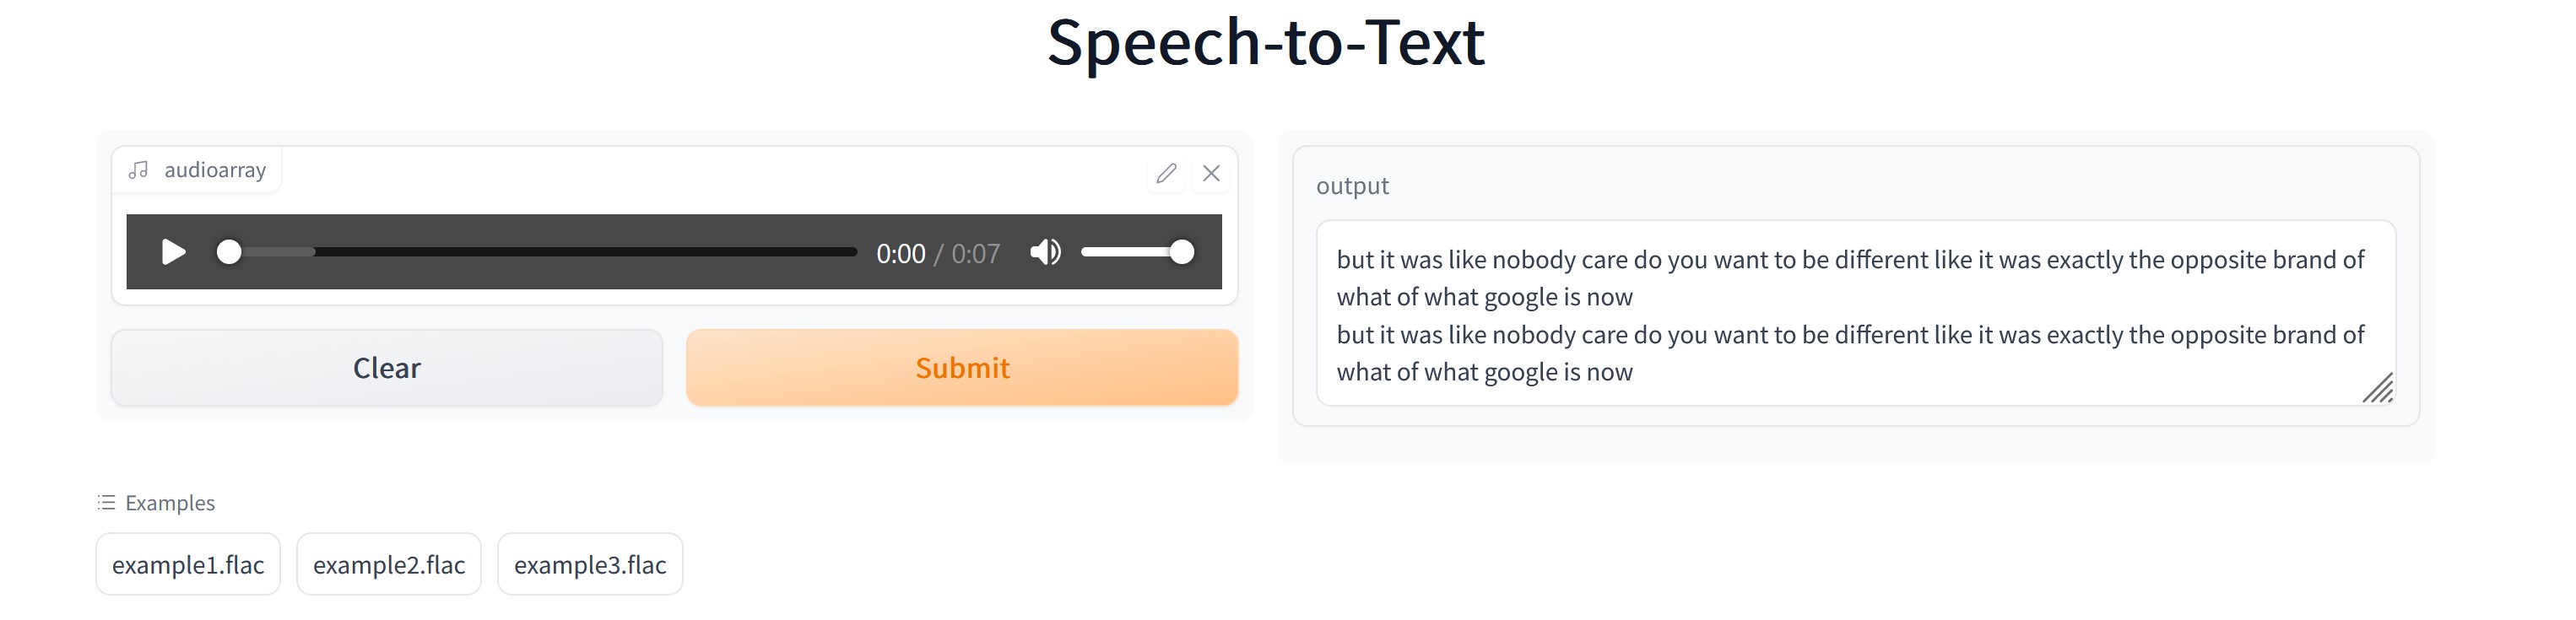 Speech-to-Text
audioarray
0:00 / 0:07
Clear
Submit
output
but it was like nobody care do you want to be different like it was exactly the opposite brand of
what of what google is now
but it was like nobody care do you want to be different like it was exactly the opposite brand of
what of what google is now
Examples
example1.flac
example2.flac
example3.flac